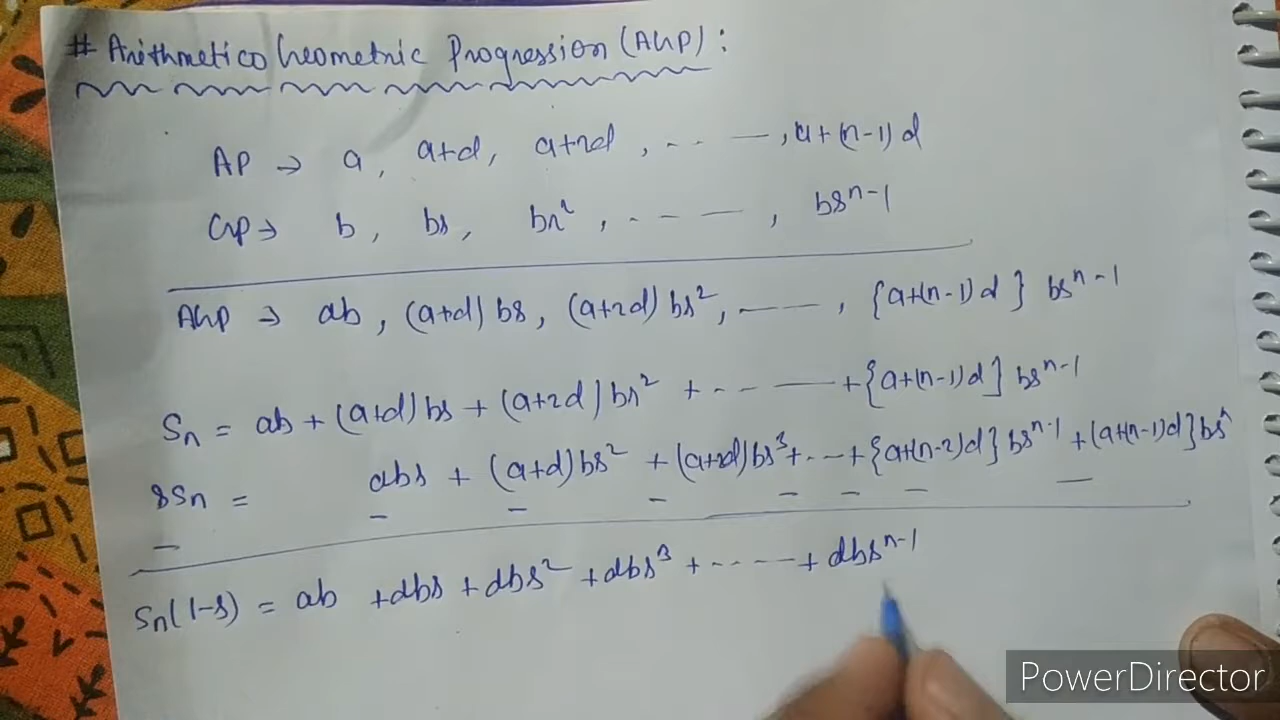 # Arithmetico Geometric Progression (AGP) :
AP → a, a+d, a+2d, ..—, a+(n-1)d
GP → b, br, br², .-—, brⁿ⁻¹
AGP → ab, (a+d)br, (a+2d)br², ——, {a+(n-1)d} brⁿ⁻¹
Sn = ab + (a+d)br + (a+2d)br² + .-— + {a+(n-1)d} brⁿ⁻¹
rSn = abr + (a+d)br² + (a+2d)br³ + .- + {a+(n-2)d} brⁿ⁻¹ + (a+(n-1)d}brⁿ
— — — — — — — —
Sn(1-r) = ab + dbr + dbr² + dbr³ + ...- + dbrⁿ⁻¹
PowerDirector